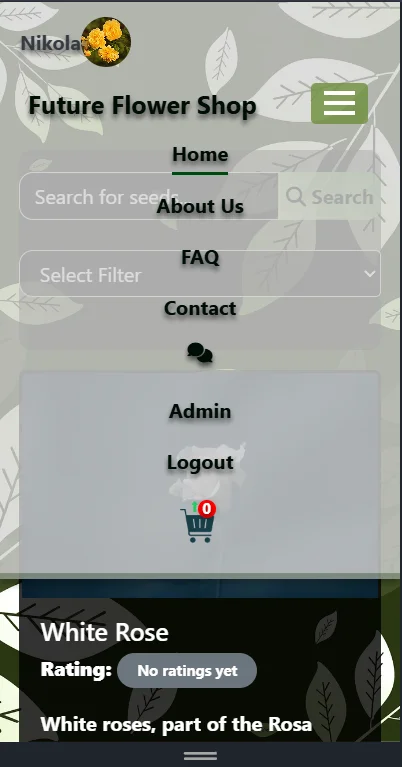 Nikola
Future Flower Shop
Home
Search for seeds
Search
About Us
FAQ
Select Filter
Contact
Admin
Logout
0
White Rose
Rating: No ratings yet
White roses, part of the Rosa